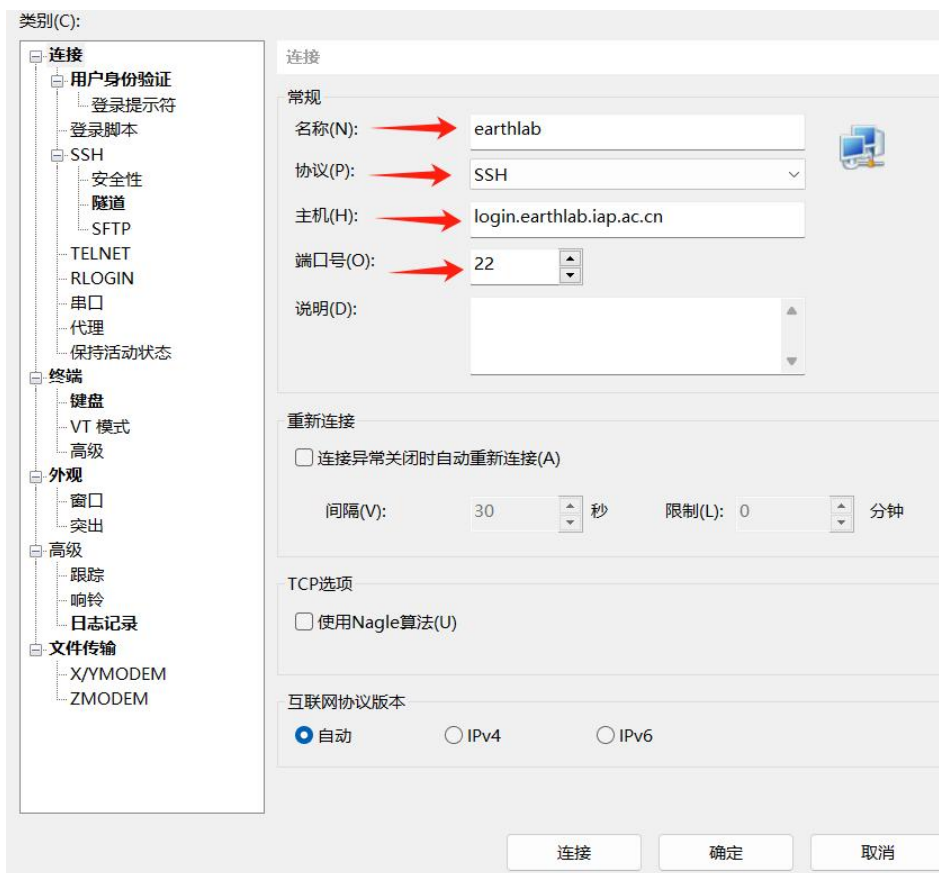 类别(C):
连接
用户身份验证
登录提示符
登录脚本
SSH
安全性
隧道
SFTP
TELNET
RLOGIN
串口
代理
保持活动状态
终端
键盘
VT 模式
高级
外观
窗口
突出
高级
跟踪
响铃
日志记录
文件传输
X/YMODEM
ZMODEM
连接
常规
名称(N): earthlab
协议(P): SSH
主机(H): login.earthlab.iap.ac.cn
端口号(O): 22
说明(D):
重新连接
连接异常关闭时自动重新连接(A)
间隔(V): 30 秒 限制(L): 0 分钟
TCP选项
使用Nagle算法(U)
互联网协议版本
自动 IPv4 IPv6
连接 确定 取消